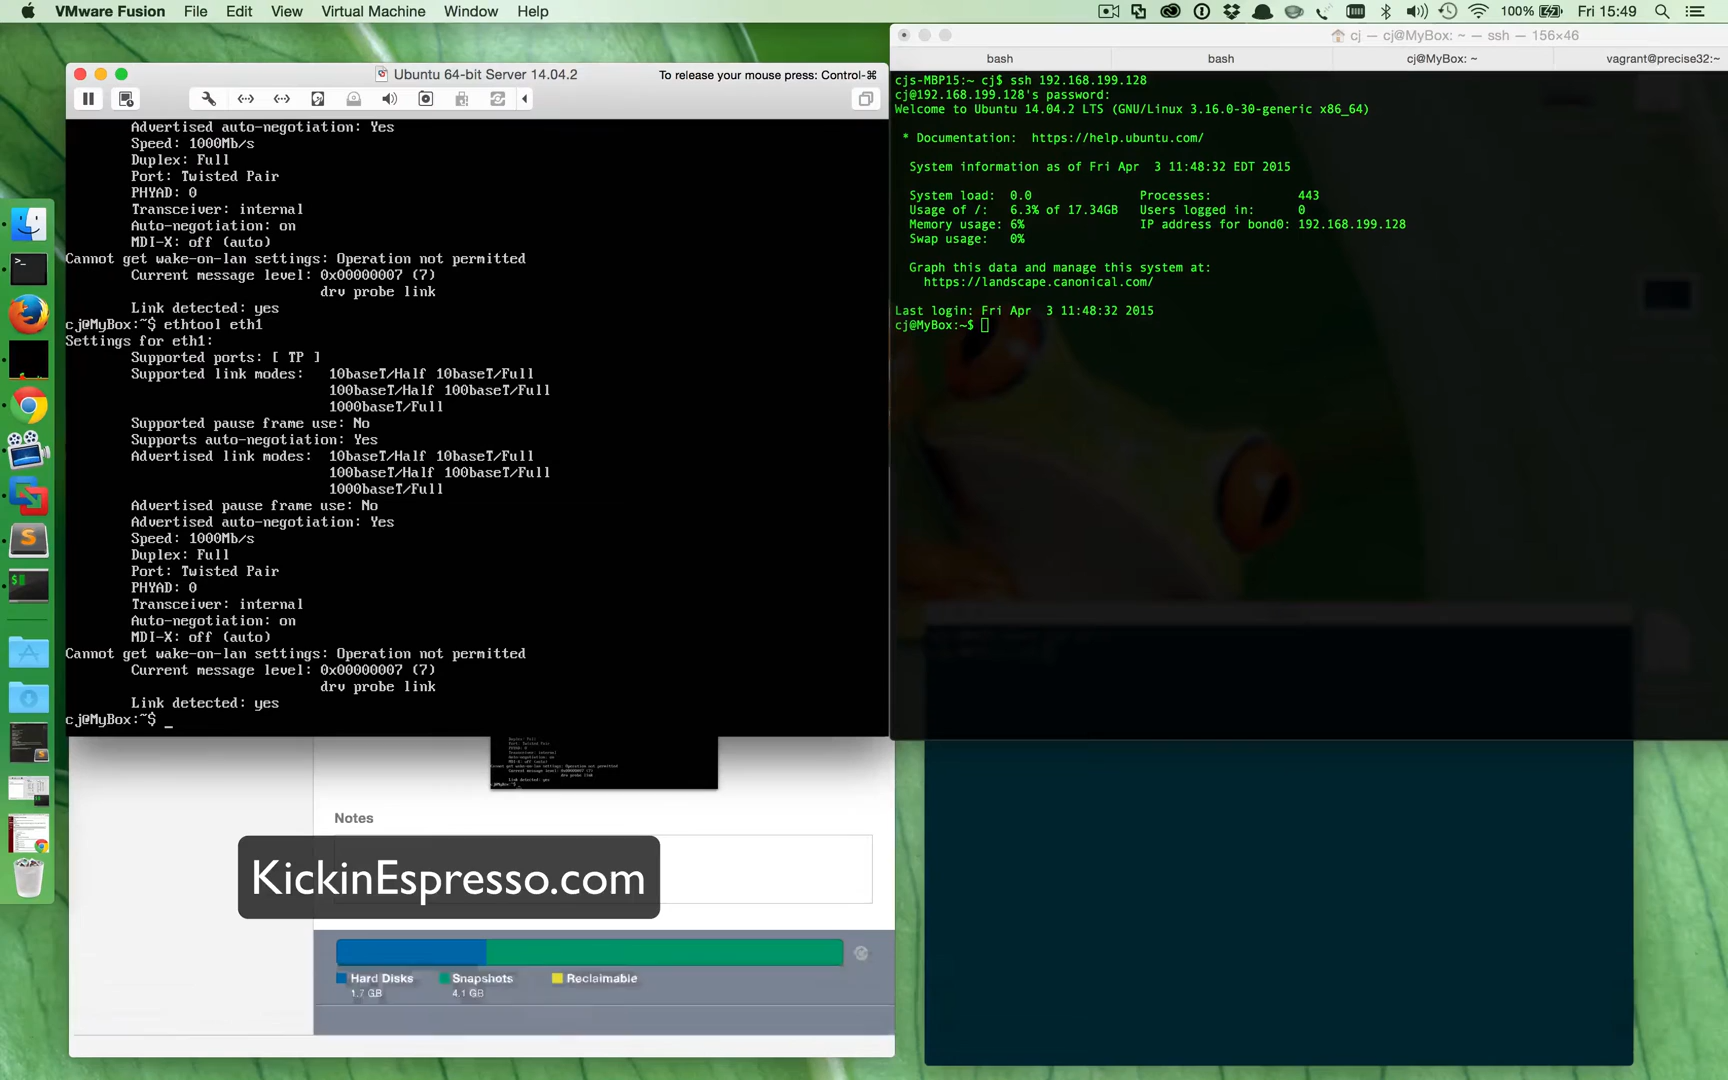 VMware Fusion File Edit View Virtual Machine Window Help
100% Fri 15:49
Ubuntu 64-bit Server 14.04.2
To release your mouse press: Control-⌘
Advertised auto-negotiation: Yes
Speed: 1000Mb/s
Duplex: Full
Port: Twisted Pair
PHYAD: 0
Transceiver: internal
Auto-negotiation: on
MDI-X: off (auto)
Cannot get wake-on-lan settings: Operation not permitted
Current message level: 0x00000007 (7)
drv probe link
Link detected: yes
cj@MyBox:~$ ethtool eth1
Settings for eth1:
Supported ports: [ TP ]
Supported link modes: 10baseT/Half 10baseT/Full
100baseT/Half 100baseT/Full
1000baseT/Full
Supported pause frame use: No
Supports auto-negotiation: Yes
Advertised link modes: 10baseT/Half 10baseT/Full
100baseT/Half 100baseT/Full
1000baseT/Full
Advertised pause frame use: No
Advertised auto-negotiation: Yes
Speed: 1000Mb/s
Duplex: Full
Port: Twisted Pair
PHYAD: 0
Transceiver: internal
Auto-negotiation: on
MDI-X: off (auto)
Cannot get wake-on-lan settings: Operation not permitted
Current message level: 0x00000007 (7)
drv probe link
Link detected: yes
cj@MyBox:~$ _
cj — cj@MyBox: ~ — ssh — 156×46
bash
bash
cj@MyBox: ~
vagrant@precise32:~
cjs-MBP15:~ cj$ ssh 192.168.199.128
cj@192.168.199.128's password:
Welcome to Ubuntu 14.04.2 LTS (GNU/Linux 3.16.0-30-generic x86_64)
* Documentation: https://help.ubuntu.com/
System information as of Fri Apr 3 11:48:32 EDT 2015
System load: 0.0 Processes: 443
Usage of /: 6.3% of 17.34GB Users logged in: 0
Memory usage: 6% IP address for bond0: 192.168.199.128
Swap usage: 0%
Graph this data and manage this system at:
https://landscape.canonical.com/
Last login: Fri Apr 3 11:48:32 2015
cj@MyBox:~$
Notes
KickinEspresso.com
Hard Disks
1.7 GB
Snapshots
4.1 GB
Reclaimable